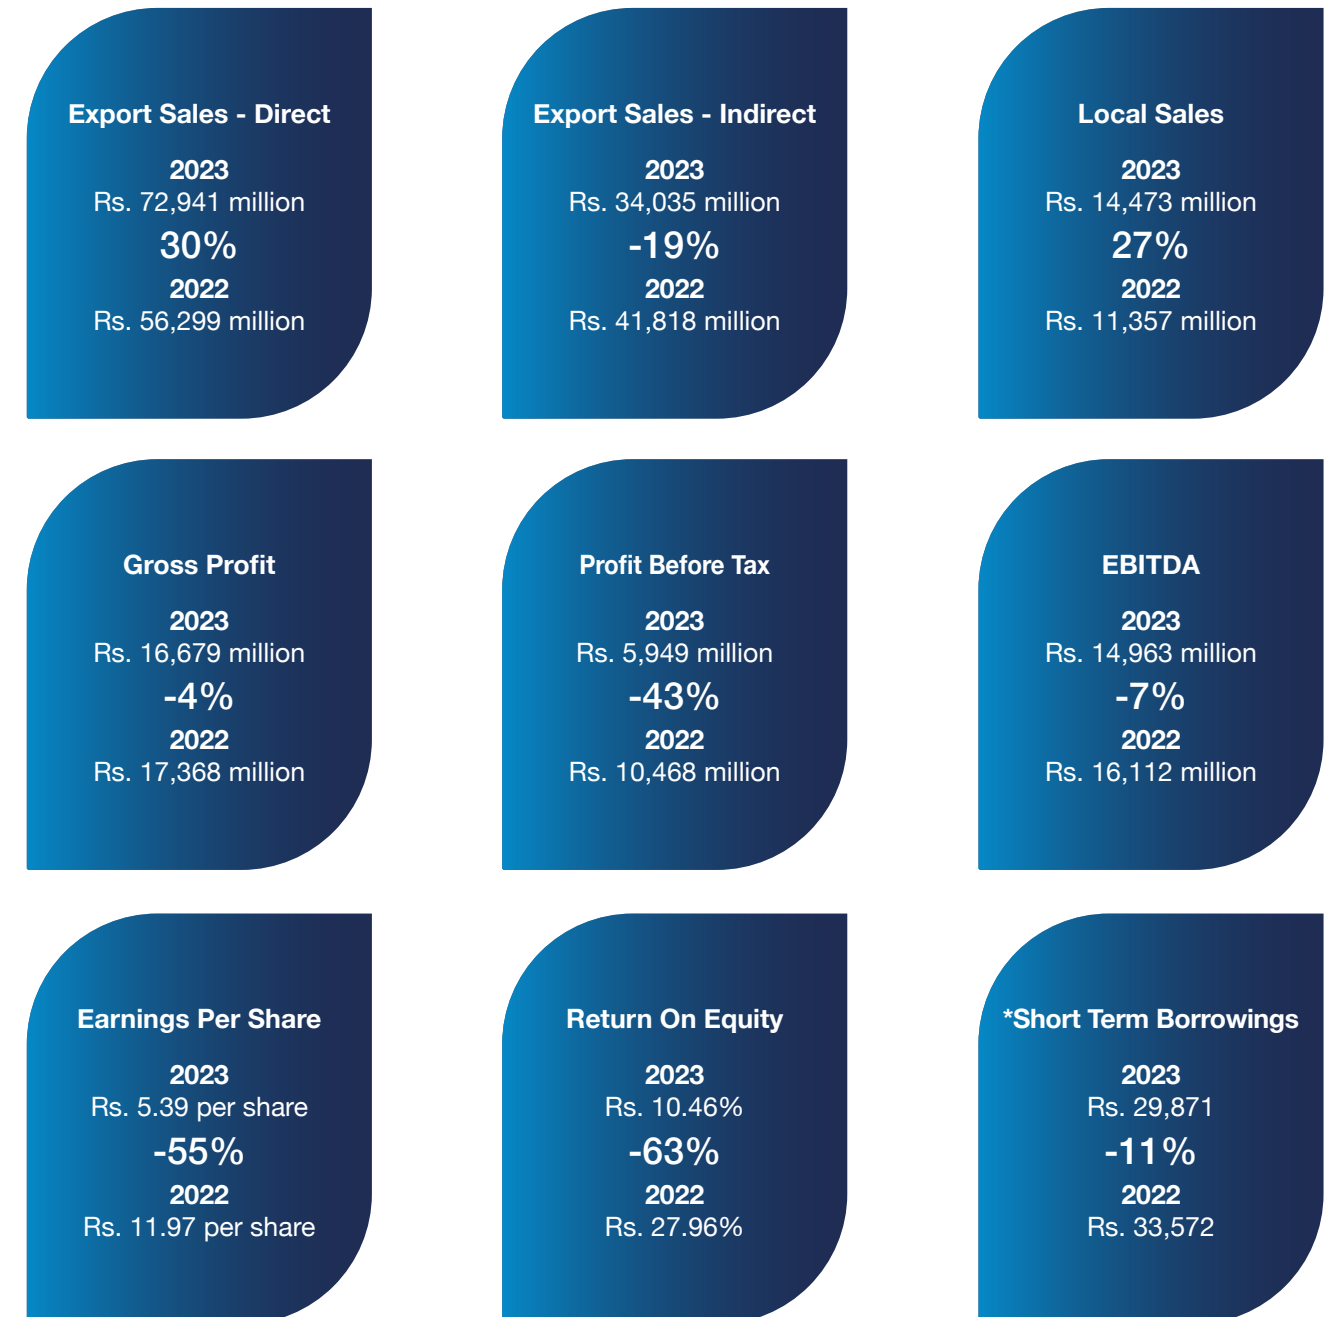 Export Sales - Direct
2023
Rs. 72,941 million
30%
2022
Rs. 56,299 million
Export Sales - Indirect
2023
Rs. 34,035 million
-19%
2022
Rs. 41,818 million
Local Sales
2023
Rs. 14,473 million
27%
2022
Rs. 11,357 million
Gross Profit
2023
Rs. 16,679 million
-4%
2022
Rs. 17,368 million
Profit Before Tax
2023
Rs. 5,949 million
-43%
2022
Rs. 10,468 million
EBITDA
2023
Rs. 14,963 million
-7%
2022
Rs. 16,112 million
Earnings Per Share
2023
Rs. 5.39 per share
-55%
2022
Rs. 11.97 per share
Return On Equity
2023
Rs. 10.46%
-63%
2022
Rs. 27.96%
*Short Term Borrowings
2023
Rs. 29,871
-11%
2022
Rs. 33,572